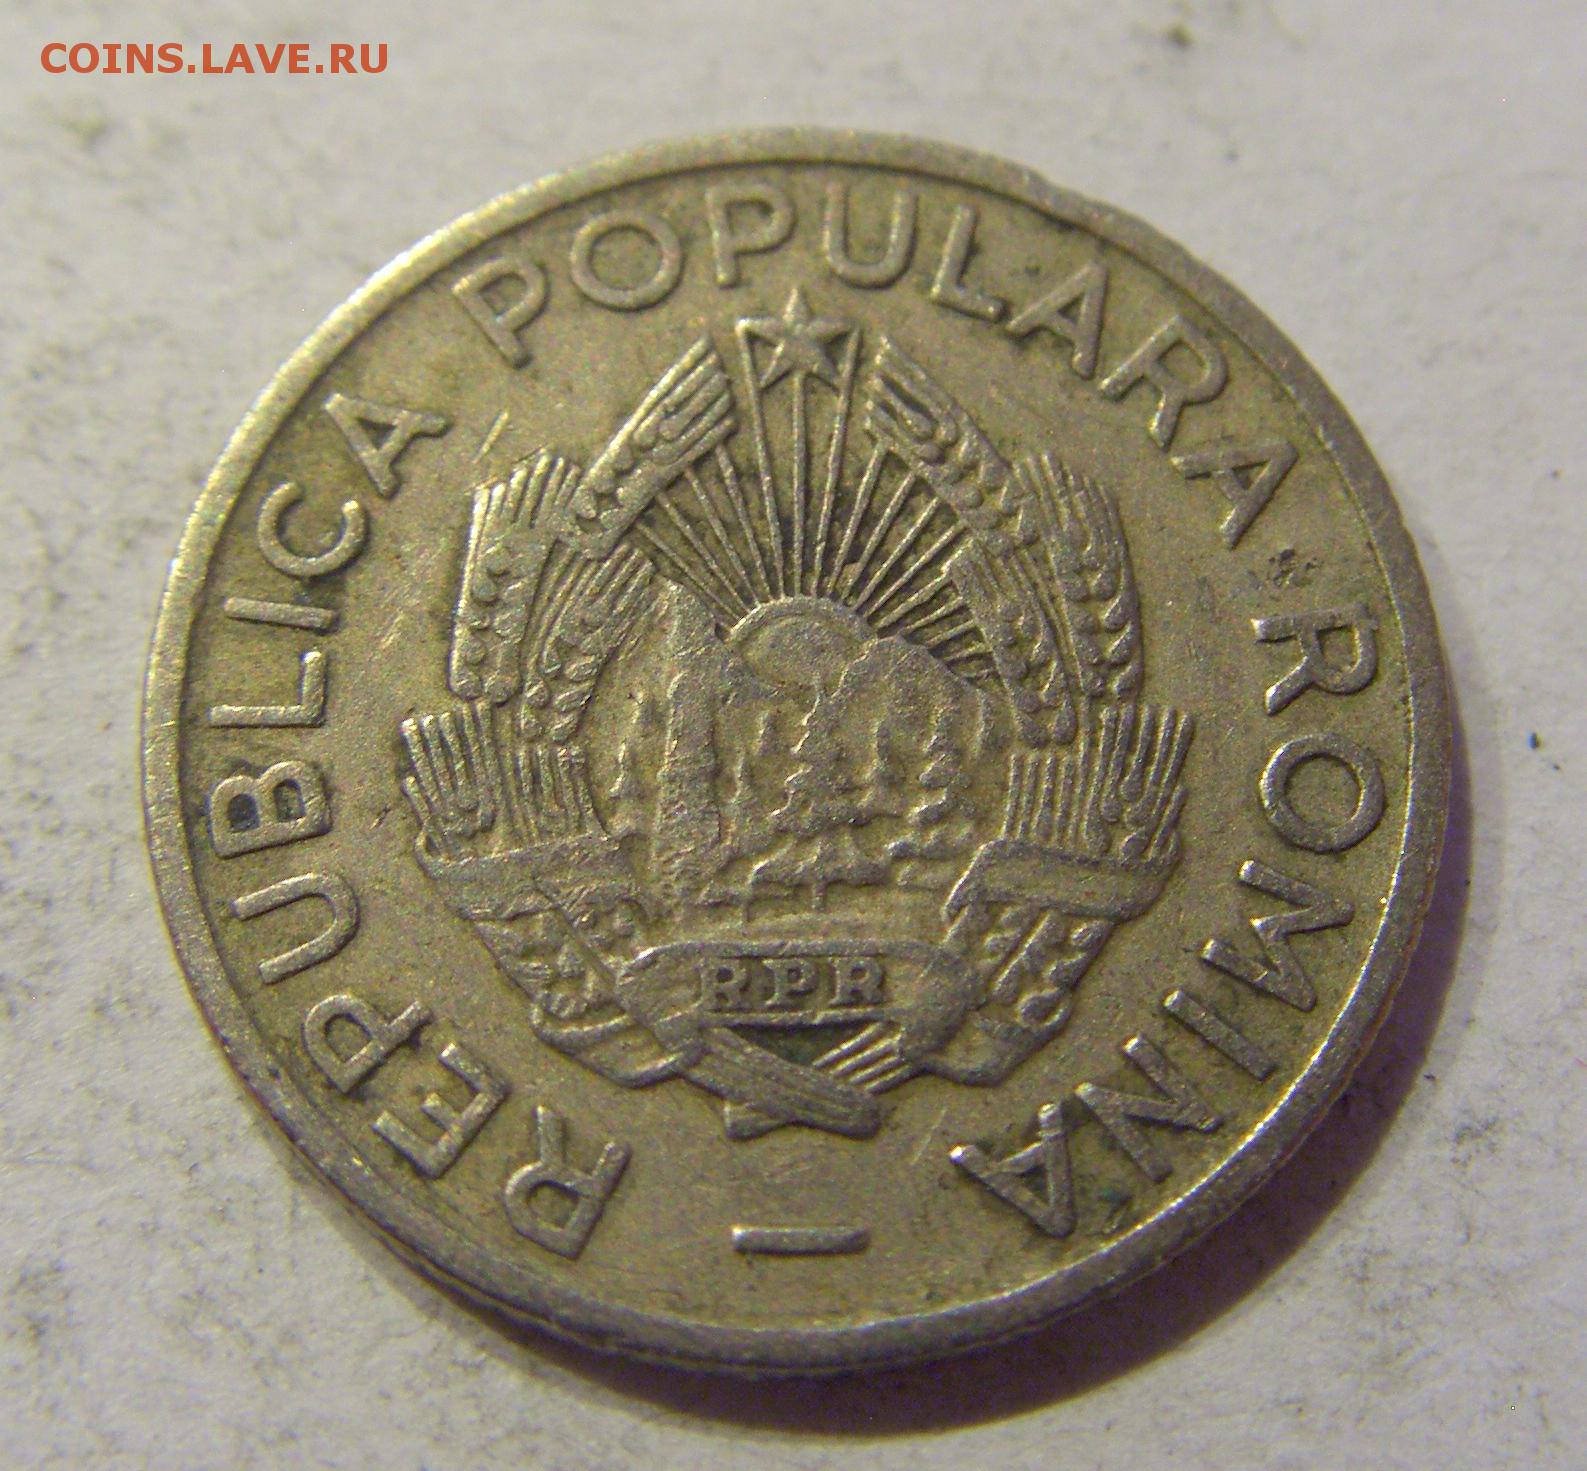 COINS.LAVE.RU
REPUBLICA POPULARA ROMINA
RPR